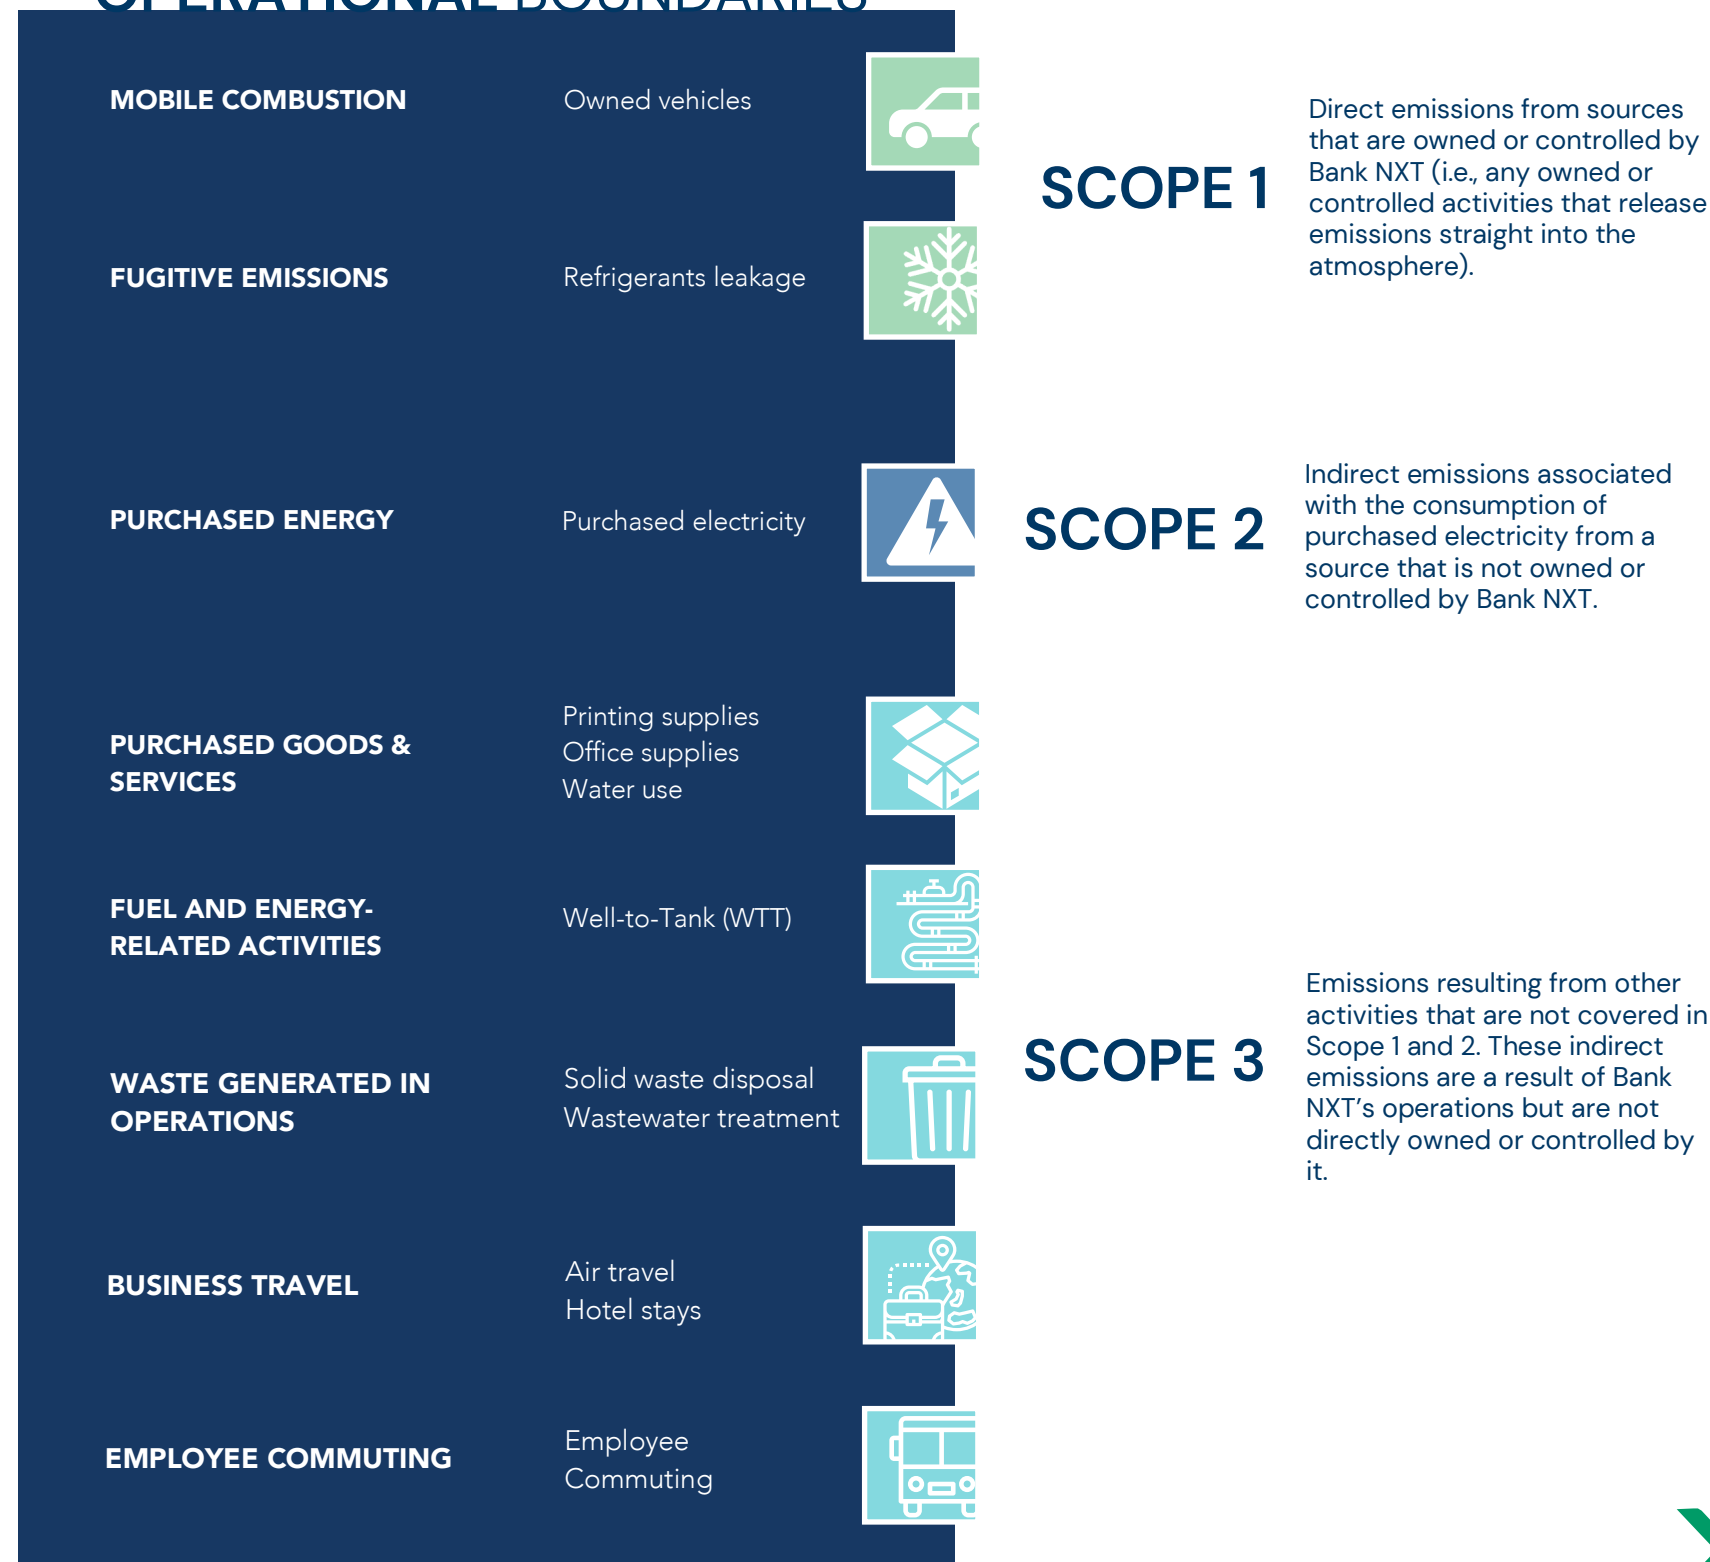 OPERATIONAL BOUNDARIES
MOBILE COMBUSTION
Owned vehicles
FUGITIVE EMISSIONS
Refrigerants leakage
SCOPE 1
Direct emissions from sources
that are owned or controlled by
Bank NXT (i.e., any owned or
controlled activities that release
emissions straight into the
atmosphere).
PURCHASED ENERGY
Purchased electricity
SCOPE 2
Indirect emissions associated
with the consumption of
purchased electricity from a
source that is not owned or
controlled by Bank NXT.
PURCHASED GOODS &
SERVICES
Printing supplies
Office supplies
Water use
FUEL AND ENERGY-
RELATED ACTIVITIES
Well-to-Tank (WTT)
WASTE GENERATED IN
OPERATIONS
Solid waste disposal
Wastewater treatment
BUSINESS TRAVEL
Air travel
Hotel stays
EMPLOYEE COMMUTING
Employee
Commuting
SCOPE 3
Emissions resulting from other
activities that are not covered in
Scope 1 and 2. These indirect
emissions are a result of Bank
NXT's operations but are not
directly owned or controlled by
it.